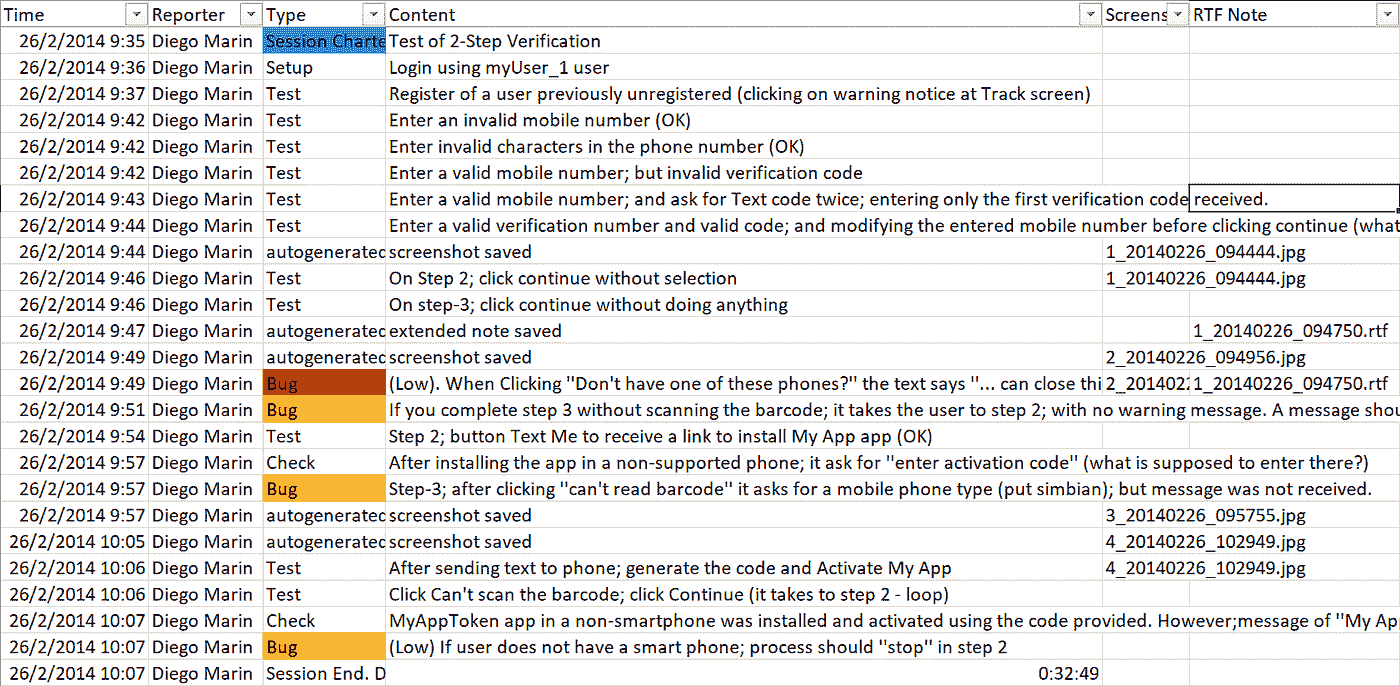 Time Reporter Type Content Screens RTF Note
26/2/2014 9:35 Diego Marin Session Charte Test of 2-Step Verification
26/2/2014 9:36 Diego Marin Setup Login using myUser_1 user
26/2/2014 9:37 Diego Marin Test Register of a user previously unregistered (clicking on warning notice at Track screen)
26/2/2014 9:42 Diego Marin Test Enter an invalid mobile number (OK)
26/2/2014 9:42 Diego Marin Test Enter invalid characters in the phone number (OK)
26/2/2014 9:42 Diego Marin Test Enter a valid mobile number; but invalid verification code
26/2/2014 9:43 Diego Marin Test Enter a valid mobile number; and ask for Text code twice; entering only the first verification code received.
26/2/2014 9:44 Diego Marin Test Enter a valid verification number and valid code; and modifying the entered mobile number before clicking continue (what
26/2/2014 9:44 Diego Marin autogenerated screenshot saved 1_20140226_094444.jpg
26/2/2014 9:46 Diego Marin Test On Step 2; click continue without selection 1_20140226_094444.jpg
26/2/2014 9:46 Diego Marin Test On step-3; click continue without doing anything
26/2/2014 9:47 Diego Marin autogenerated extended note saved 1_20140226_094750.rtf
26/2/2014 9:49 Diego Marin autogenerated screenshot saved 2_20140226_094956.jpg
26/2/2014 9:49 Diego Marin Bug (Low). When Clicking "Don't have one of these phones?" the text says "... can close thi 2_2014022 1_20140226_094750.rtf
26/2/2014 9:51 Diego Marin Bug If you complete step 3 without scanning the barcode; it takes the user to step 2; with no warning message. A message shou
26/2/2014 9:54 Diego Marin Test Step 2; button Text Me to receive a link to install My App app (OK)
26/2/2014 9:57 Diego Marin Check After installing the app in a non-supported phone; it ask for "enter activation code" (what is supposed to enter there?)
26/2/2014 9:57 Diego Marin Bug Step-3; after clicking "can't read barcode" it asks for a mobile phone type (put simbian); but message was not received.
26/2/2014 9:57 Diego Marin autogenerated screenshot saved 3_20140226_095755.jpg
26/2/2014 10:05 Diego Marin autogenerated screenshot saved 4_20140226_102949.jpg
26/2/2014 10:06 Diego Marin Test After sending text to phone; generate the code and Activate My App 4_20140226_102949.jpg
26/2/2014 10:06 Diego Marin Test Click Can't scan the barcode; click Continue (it takes to step 2 - loop)
26/2/2014 10:07 Diego Marin Check MyAppToken app in a non-smartphone was installed and activated using the code provided. However;message of "My Ap
26/2/2014 10:07 Diego Marin Bug (Low) If user does not have a smart phone; process should "stop" in step 2
26/2/2014 10:07 Diego Marin Session End. D 0:32:49